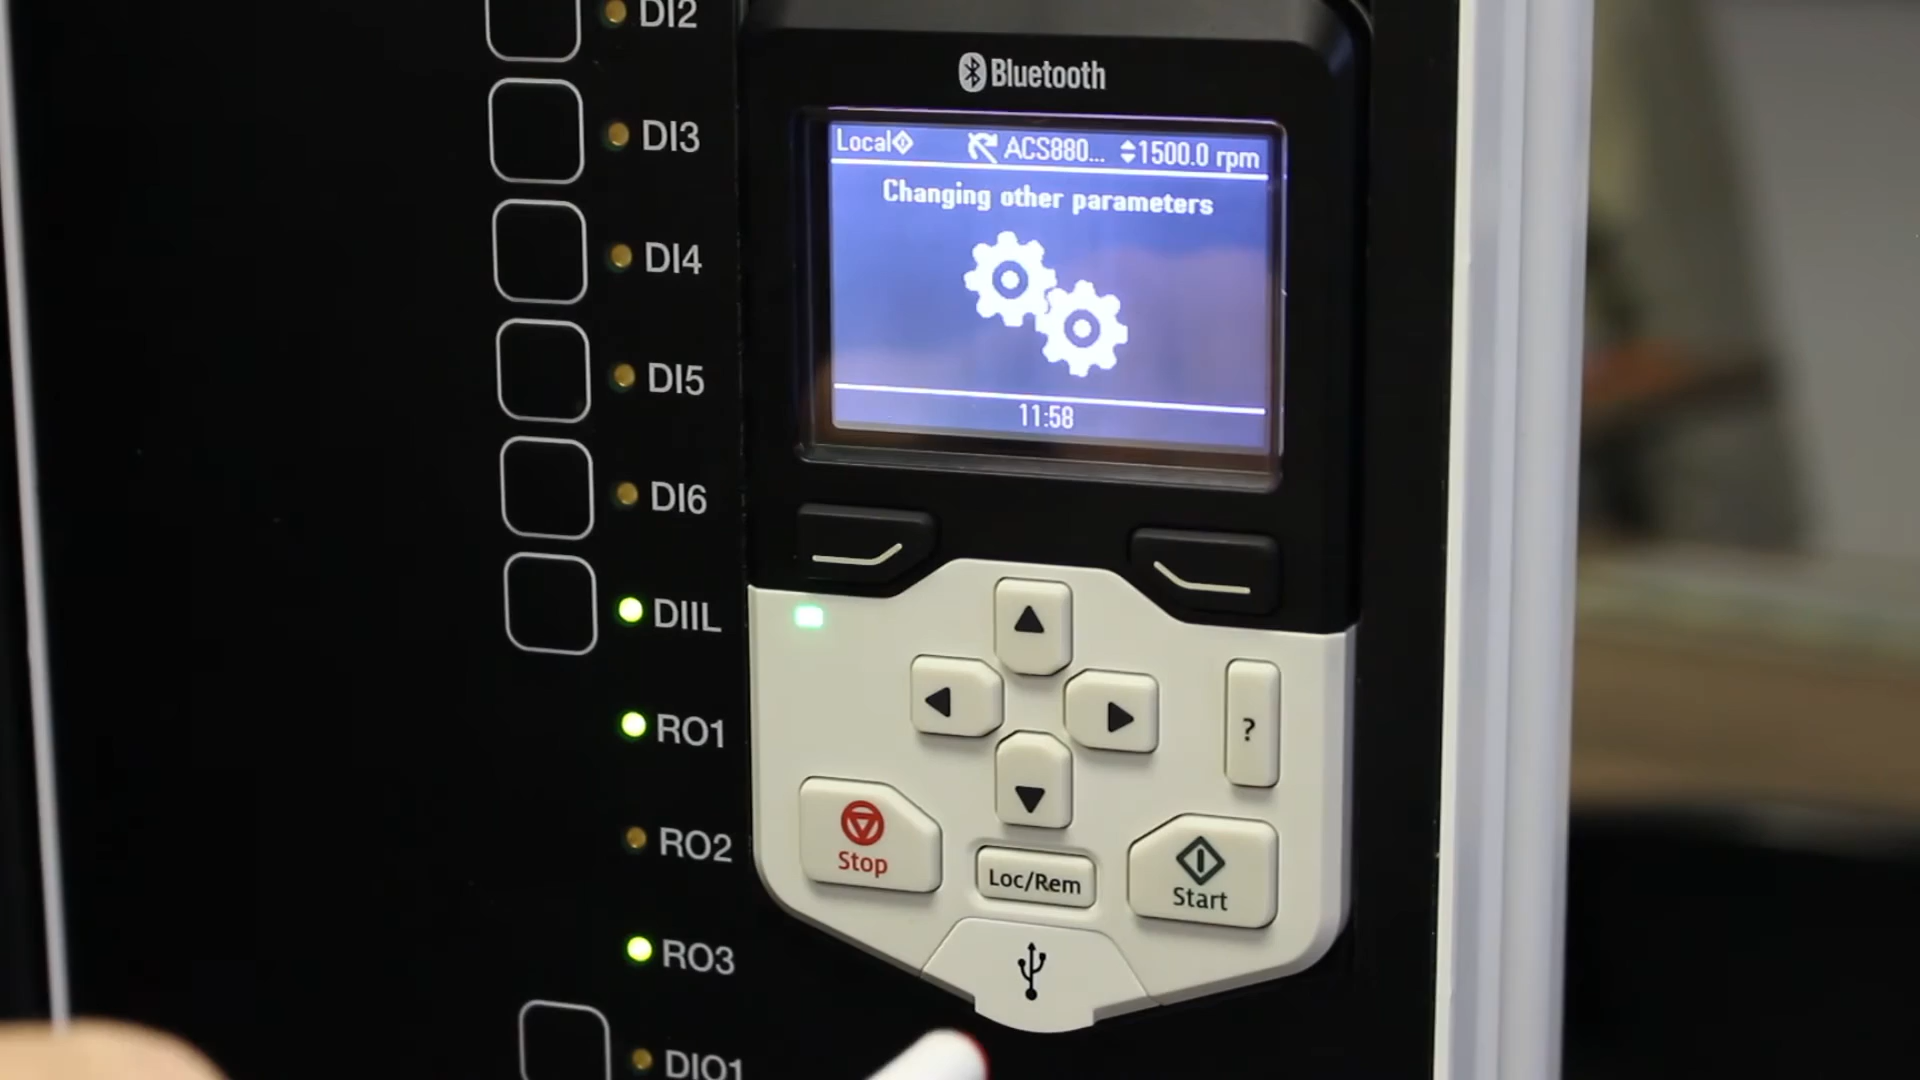 DI2
DI3
DI4
DI5
DI6
DIIL
RO1
RO2
RO3
DIO1
Bluetooth
Local ACS880... 1500.0 rpm
Changing other parameters
11:58
?
Stop
Loc/Rem
Start